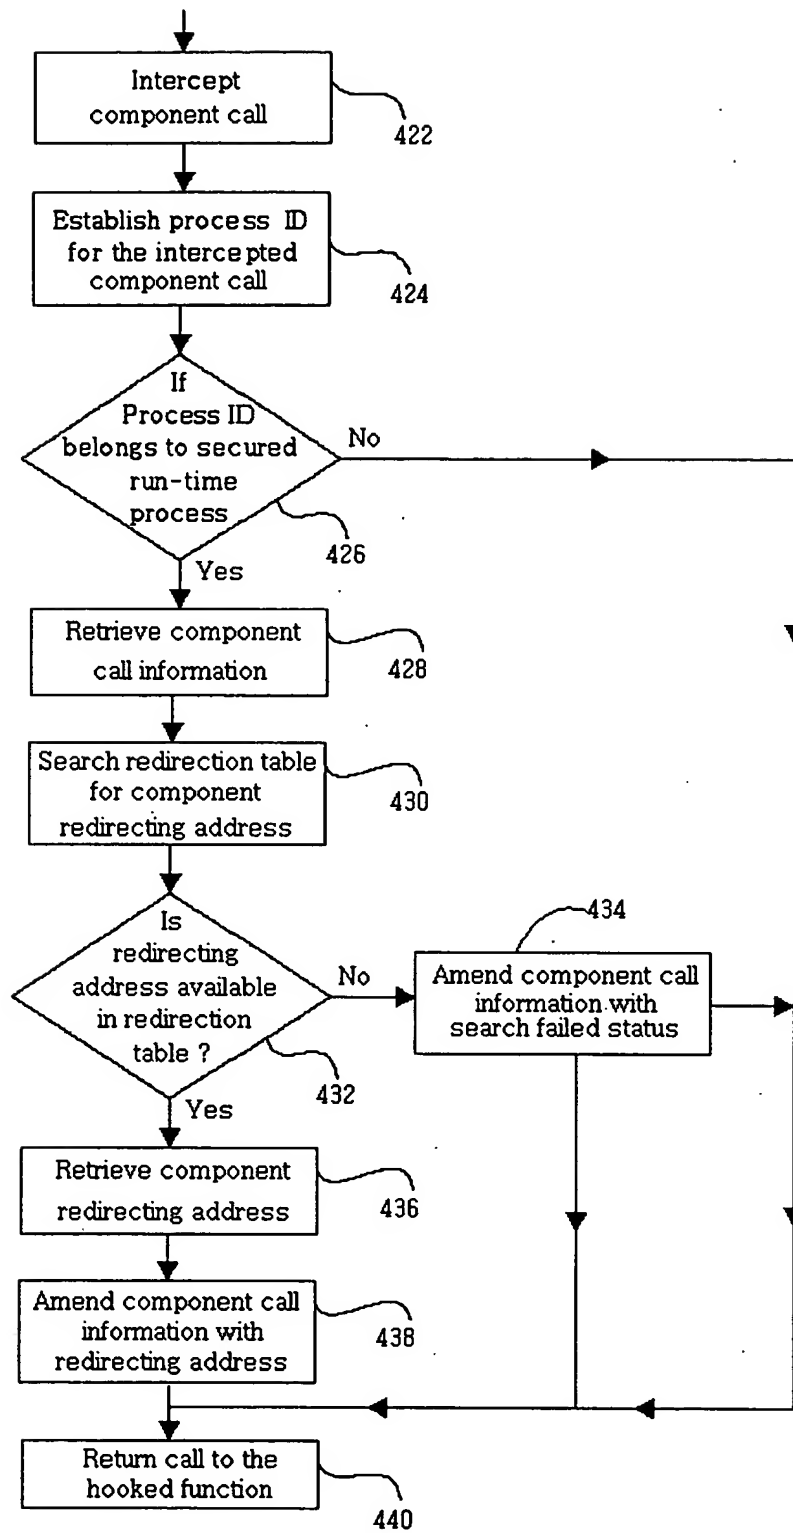 Intercept
component call
422
Establish process ID
for the intercepted
component call
424
If
Process ID
belongs to secured
run-time
process
No
426
Yes
Retrieve component
call information
428
Search redirection table
for component
redirecting address
430
Is
redirecting
address available
in redirection
table ?
No
434
Amend component call
information with
search failed status
432
Yes
Retrieve component
redirecting address
436
Amend component call
information with
redirecting address
438
Return call to the
hooked function
440